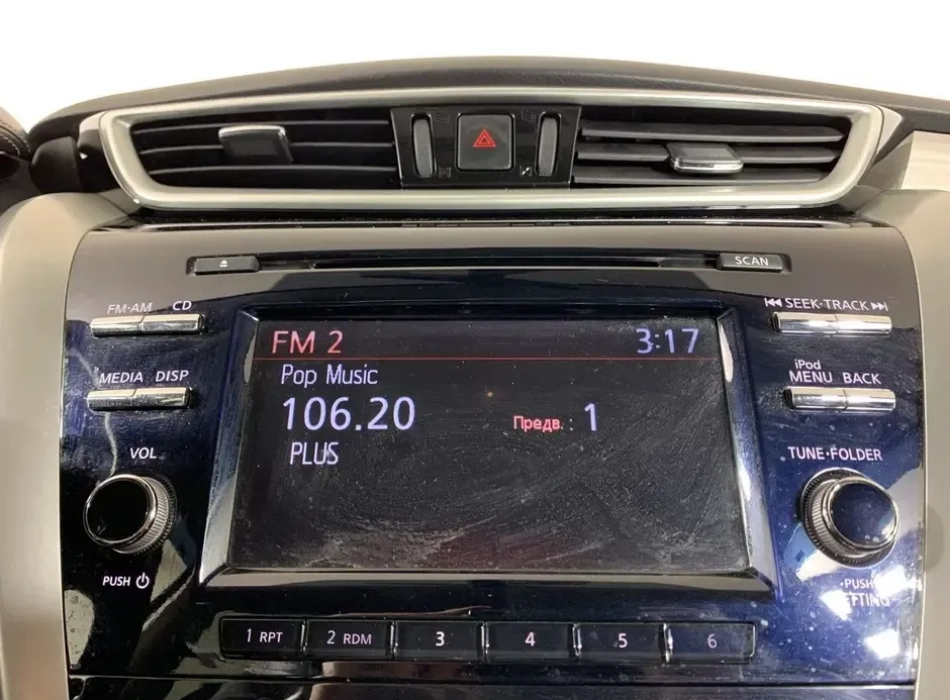 SCAN
FM·AM CD
SEEK·TRACK
FM 2 3:17
iPod
MEDIA DISP
Pop Music
MENU BACK
106.20
Предв. : 1
PLUS
VOL
TUNE·FOLDER
PUSH
PUSH
1 RPT 2 RDM 3 4 5 6